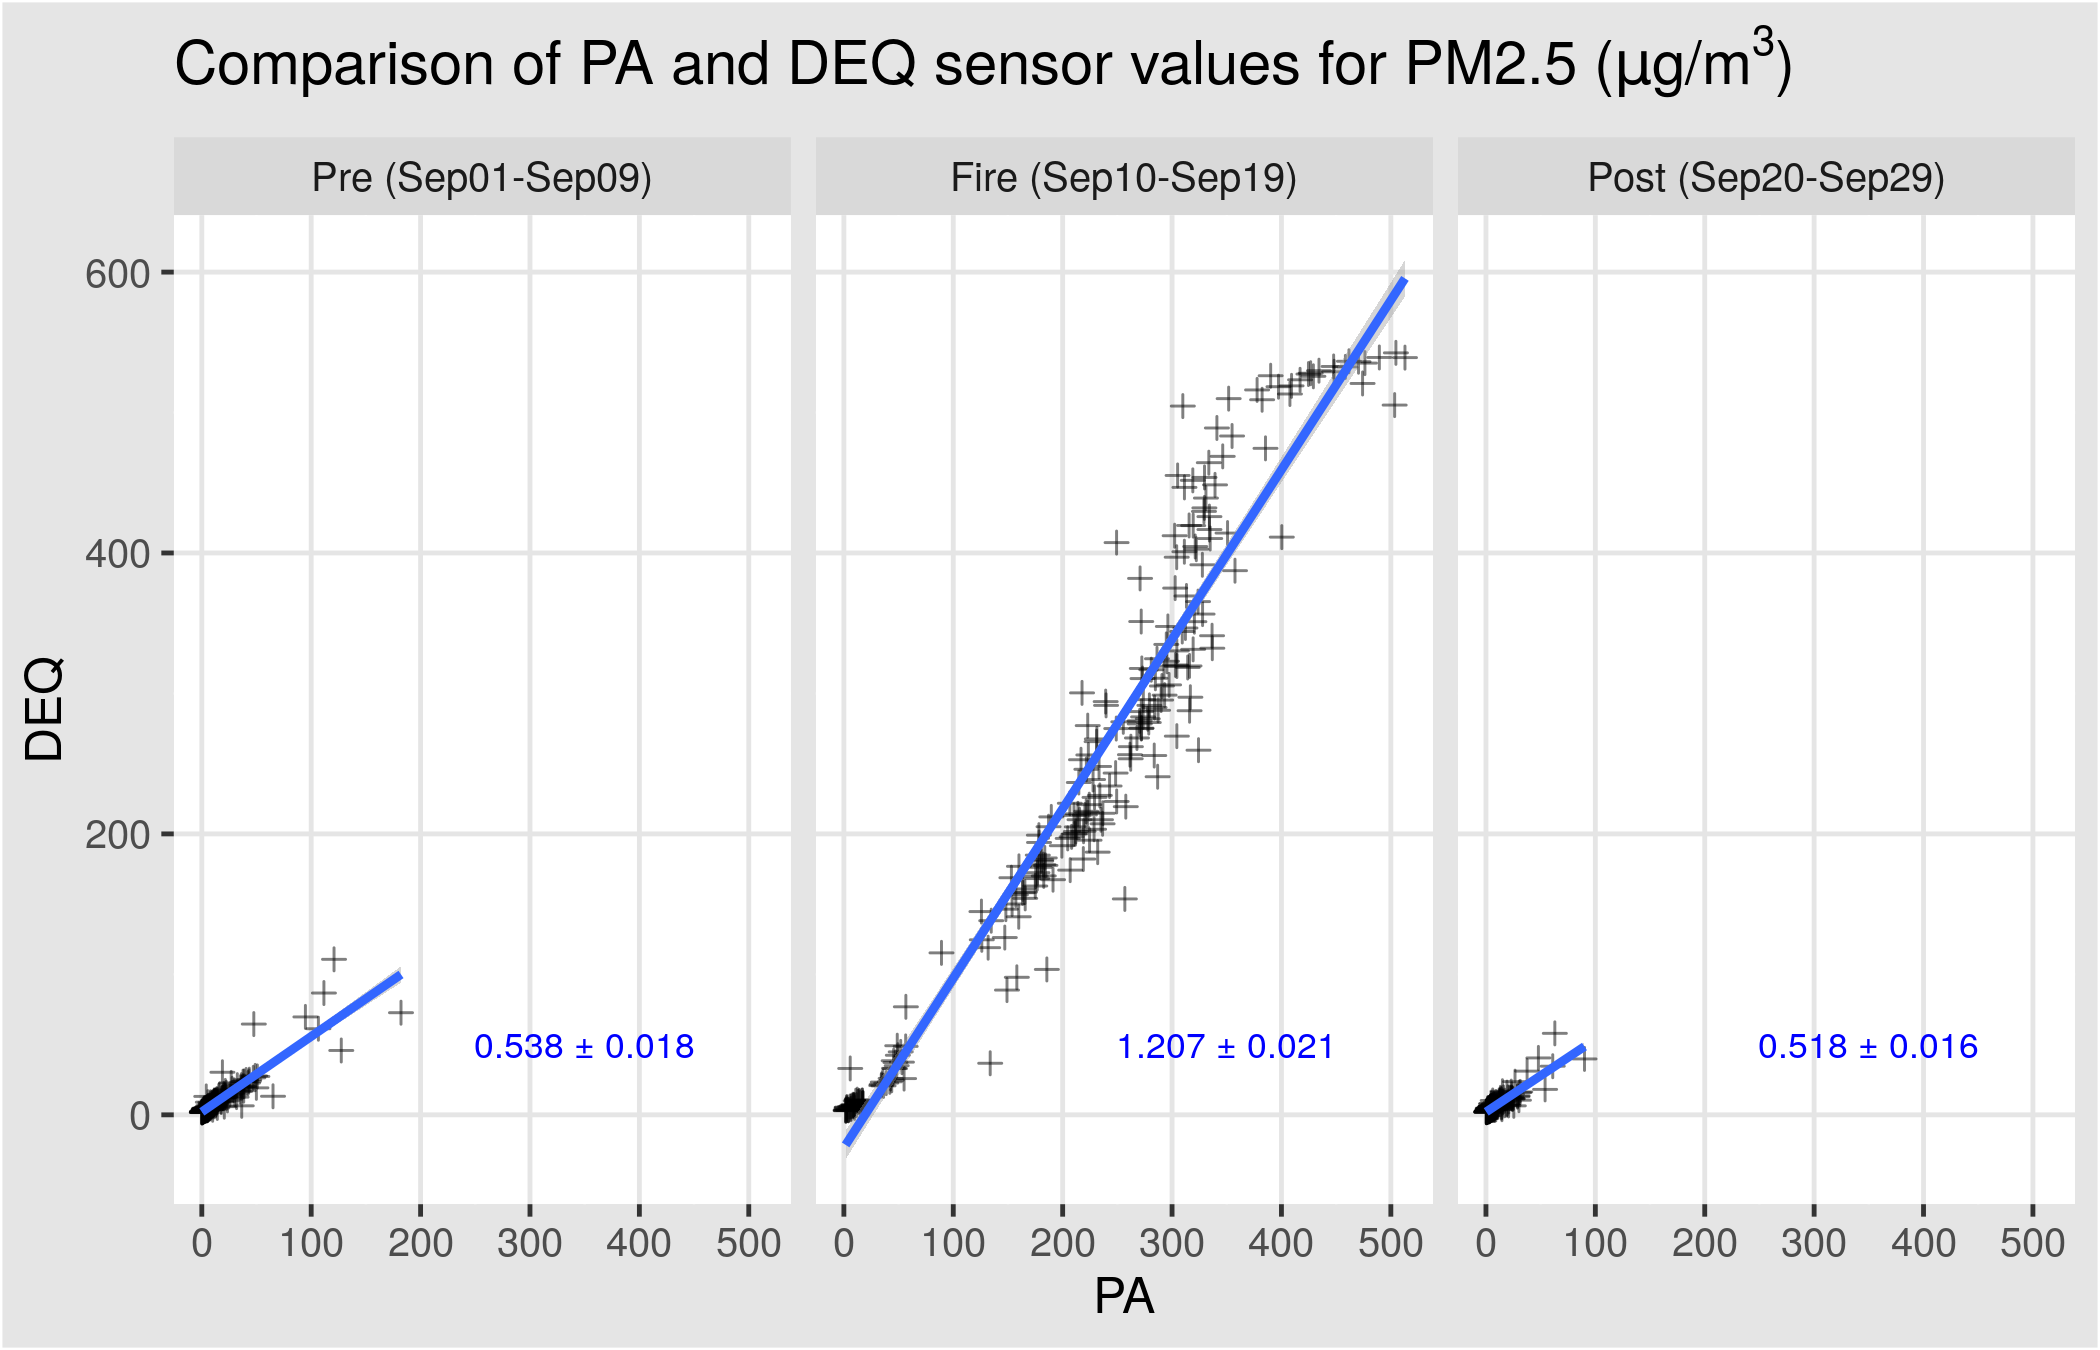 Comparison of PA and DEQ sensor values for PM2.5 (µg/m³)
Pre (Sep01-Sep09)
Fire (Sep10-Sep19)
Post (Sep20-Sep29)
600
400
200
0
DEQ
0.538 ± 0.018
1.207 ± 0.021
0.518 ± 0.016
0 100 200 300 400 500
0 100 200 300 400 500
0 100 200 300 400 500
PA